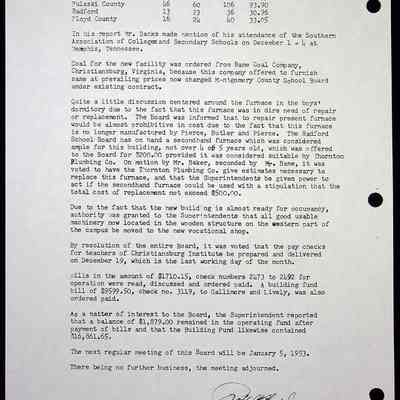 Pulaski County 46 60 106 93.90
Radford 13 23 36 30.95
Floyd County 16 24 40 33.05
In his report Mr. Dacks made notation of his attendance of the Southern
Association of Colleges and Secondary Schools on December 1 - 4 at
Memphis, Tennessee.
Coal for the new facility was ordered from Bame Coal Company,
Christiansburg, Virginia, because this company offered to furnish
same at prevailing prices now charged Montgomery County School Board
under existing contract.
Quite a little discussion centered around the furnace in the boys'
dormitory due to the fact that this furnace was in dire need of repair
or replacement. The Board was informed that to repair present furnace
would be almost prohibitive in cost due to the fact that this furnace
is no longer manufactured by Pierce, Butler and Pierce. The Radford
School Board has on hand a secondhand furnace which was considered
ample for this building, not over 4 or 5 years old, which was offered
to the Board for $200.00 provided it was considered suitable by Thornton
Plumbing Co. On motion by Mr. Baker, seconded by Mr. Bame, it was
voted to have the Thornton Plumbing Co. give estimates necessary to
replace this furnace, and that the Superintendents be given power to
act if the secondhand furnace could be used with a stipulation that the
total cost of replacement not exceed $500.00.
Due to the fact that the new building is almost ready for occupancy,
authority was granted to the Superintendents that all good usable
machinery now located in the wooden structure on the western part of
the campus be moved to the new vocational shop.
By resolution of the entire Board, it was voted that the pay checks
for teachers of Christiansburg Institute be prepared and delivered
on December 19, which is the last working day of the month.
Bills in the amount of $1710.15, check numbers 2473 to 2492 for
operation were read, discussed and ordered paid. A building fund
bill of $9599.50, check no. 3119, to Gallimore and Lively, was also
ordered paid.
As a matter of interest to the Board, the Superintendent reported
that a balance of $1,879.00 remained in the operating fund after
payment of bills and that the Building Fund likewise contained
$16,861.65.
The next regular meeting of this Board will be January 5, 1953.
There being no further business, the meeting adjourned.